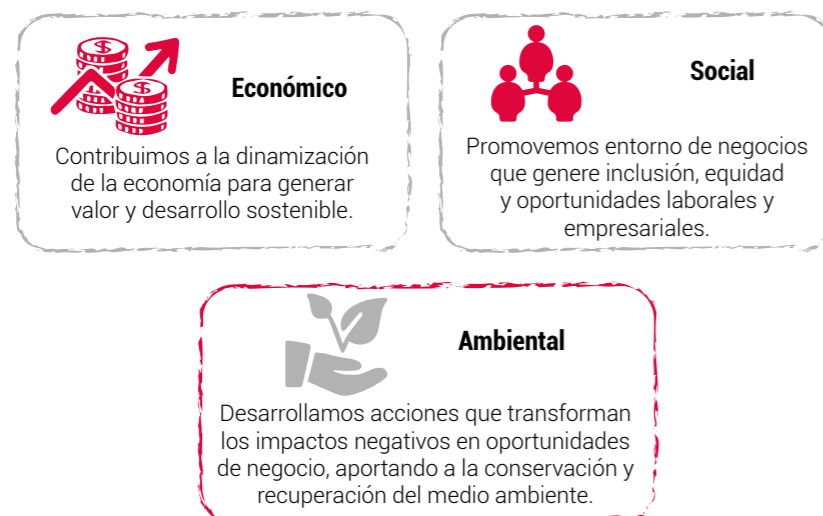 Económico
Contribuimos a la dinamización
de la economía para generar
valor y desarrollo sostenible.
Social
Promovemos entorno de negocios
que genere inclusión, equidad
y oportunidades laborales y
empresariales.
Ambiental
Desarrollamos acciones que transforman
los impactos negativos en oportunidades
de negocio, aportando a la conservación y
recuperación del medio ambiente.